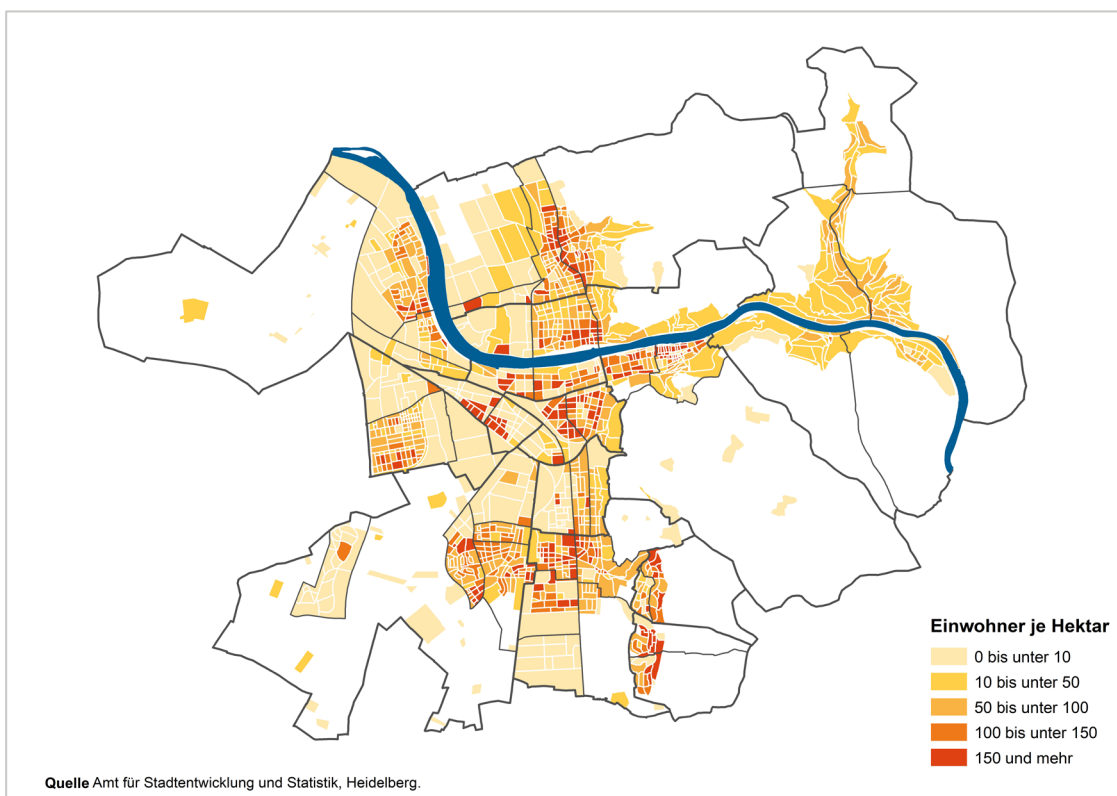 Einwohner je Hektar
0 bis unter 10
10 bis unter 50
50 bis unter 100
100 bis unter 150
150 und mehr
Quelle Amt für Stadtentwicklung und Statistik, Heidelberg.